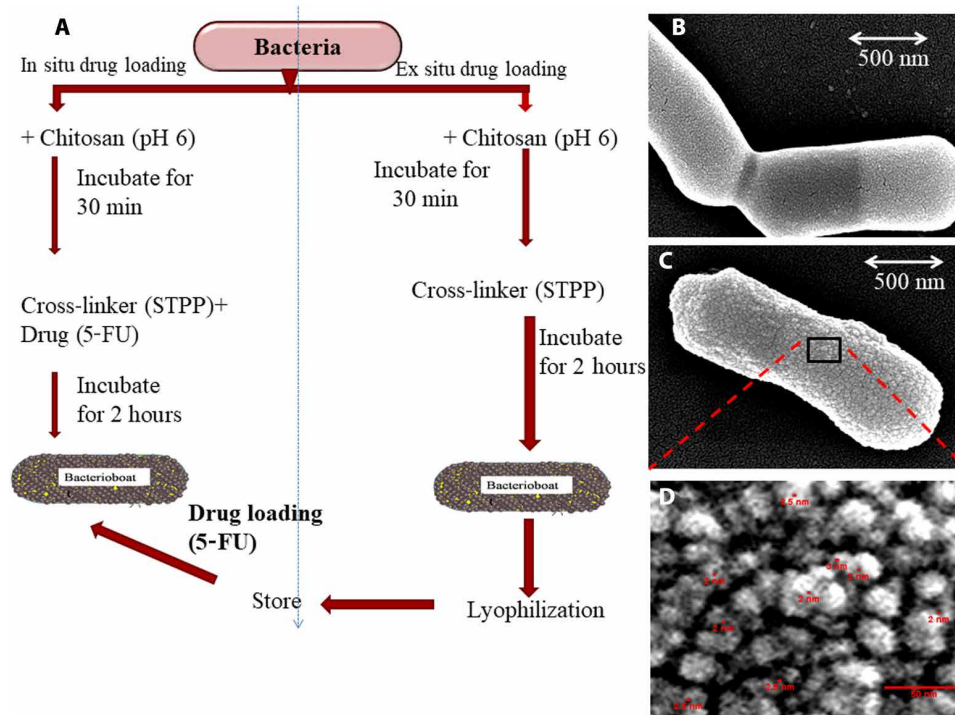 A
Bacteria
In situ drug loading
Ex situ drug loading
+ Chitosan (pH 6)
Incubate for
30 min
Cross-linker (STPP)+
Drug (5-FU)
Incubate
for 2 hours
Bacterioboat
+ Chitosan (pH 6)
Incubate for
30 min
Cross-linker (STPP)
Incubate
for 2 hours
Bacterioboat
Lyophilization
Store
Drug loading
(5-FU)
B
500 nm
C
500 nm
D
2 nm
2 nm
2 nm
2 nm
50 nm